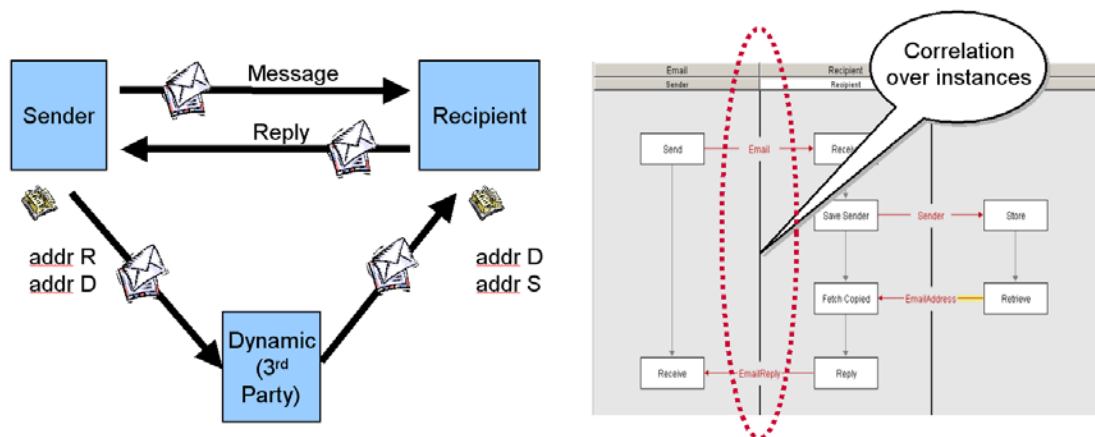 Message
Sender
Recipient
Reply
addr R
addr D
addr D
addr S
Dynamic
(3rd
Party)
Correlation
over instances
Email
Recipient
Sender
Recipient
Send
Email
Save Sender
Sender
Store
Fetch Copied
EmailAddress
Retrieve
Receive
EmailReply
Reply